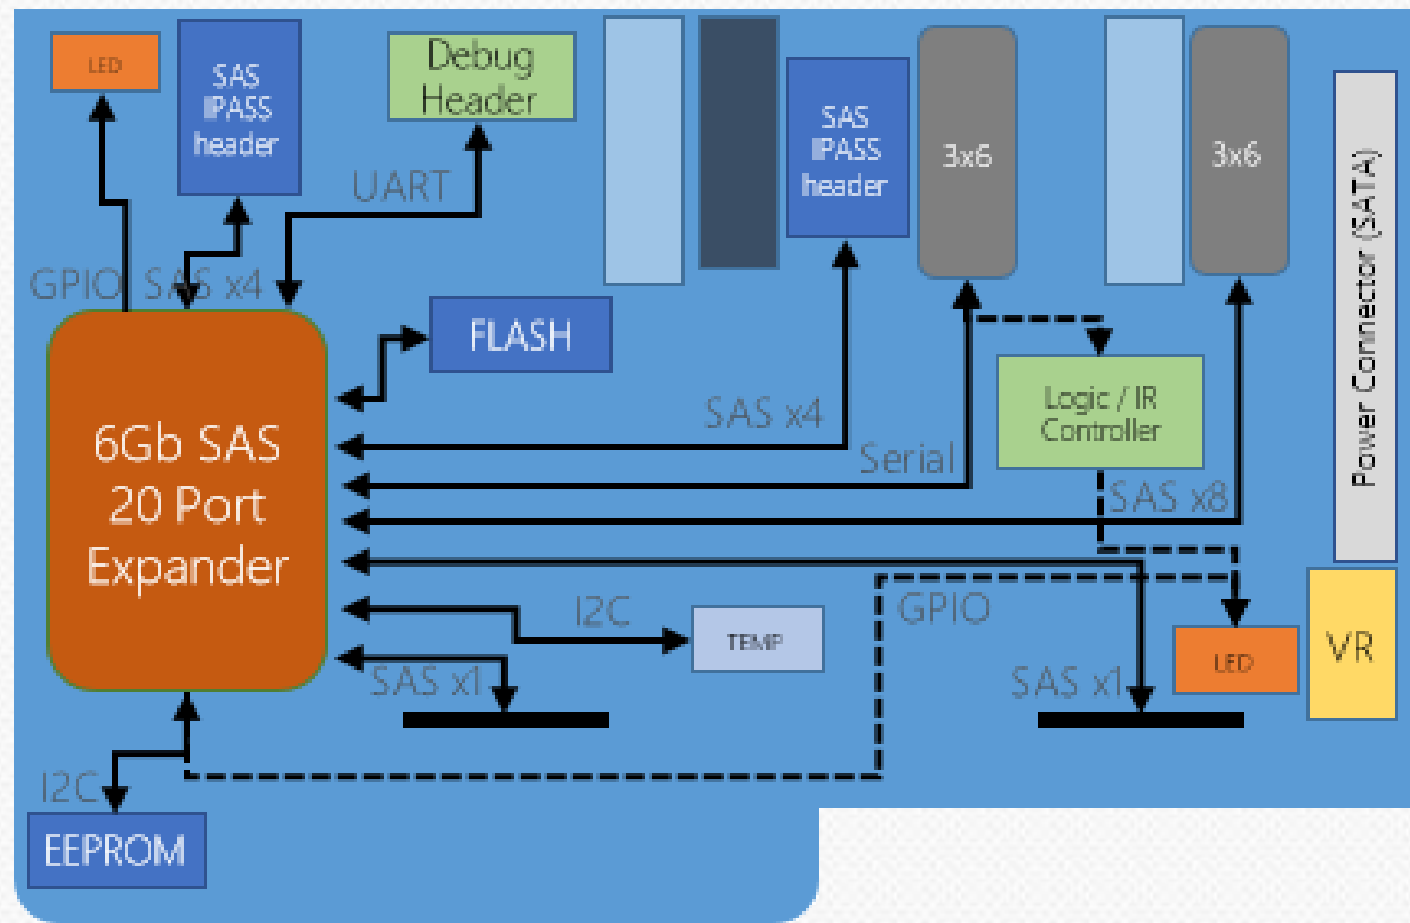 LED
SAS
IPASS
header
Debug
Header
SAS
IPASS
header
3x6
3x6
Power Connector (SATA)
UART
GPIO
SAS x4
FLASH
Logic / IR
Controller
SAS x4
Serial
SAS x8
6Gb SAS
20 Port
Expander
I2C
GPIO
TEMP
LED
VR
SAS x1
SAS x1
I2C
EEPROM